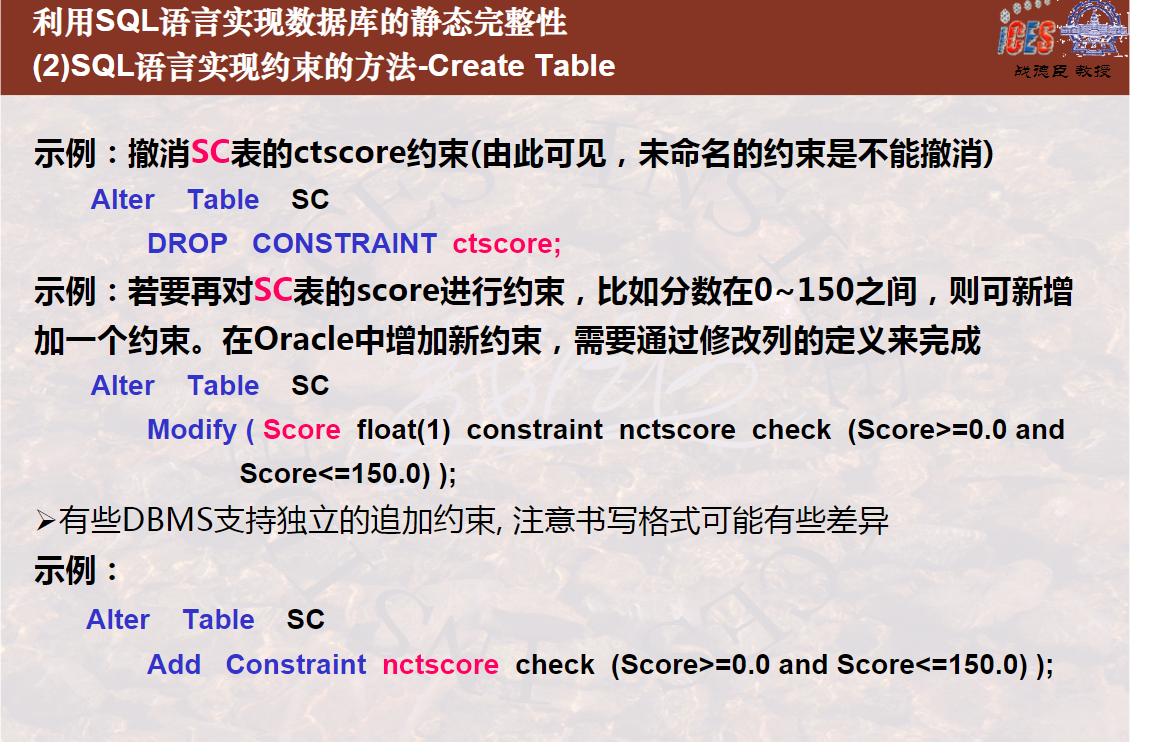 利用SQL语言实现数据库的静态完整性
(2)SQL语言实现约束的方法-Create Table
iCES
战德臣 教授
示例：撤消SC表的ctscore约束(由此可见，未命名的约束是不能撤消)
Alter Table SC
DROP CONSTRAINT ctscore;
示例：若要再对SC表的score进行约束，比如分数在0~150之间，则可新增
加一个约束。在Oracle中增加新约束，需要通过修改列的定义来完成
Alter Table SC
Modify ( Score float(1) constraint nctscore check (Score>=0.0 and
Score<=150.0) );
➢有些DBMS支持独立的追加约束, 注意书写格式可能有些差异
示例：
Alter Table SC
Add Constraint nctscore check (Score>=0.0 and Score<=150.0) );